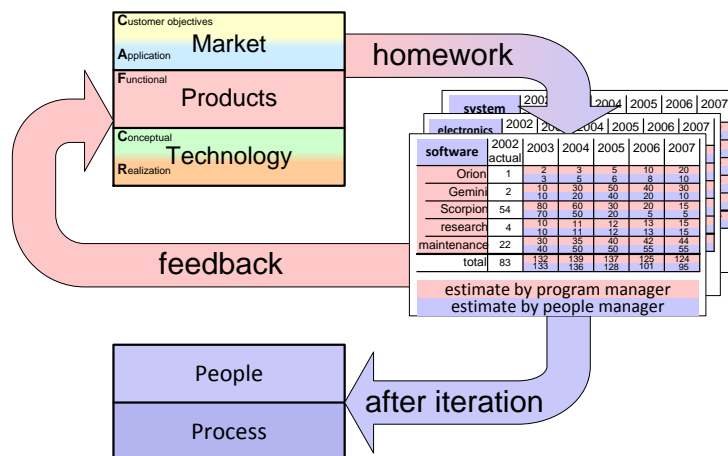 Customer objectives
Market
Application
Functional
Products
Conceptual
Technology
Realization
homework
feedback
system 2002 2004 2005 2006 2007
electronics 2002 2003 2004 2005 2006 2007
software 2002 actual 2003 2004 2005 2006 2007
Orion 1 2 3 5 10 20
3 5 6 8 10
Gemini 2 10 30 50 40 30
10 20 40 20 10
Scorpion 54 80 60 30 20 15
70 50 20 5 5
research 4 10 11 12 13 15
10 11 12 13 15
maintenance 22 30 35 40 42 44
40 50 50 55 55
total 83 132 139 137 125 124
133 136 128 101 95
estimate by program manager
estimate by people manager
People
after iteration
Process